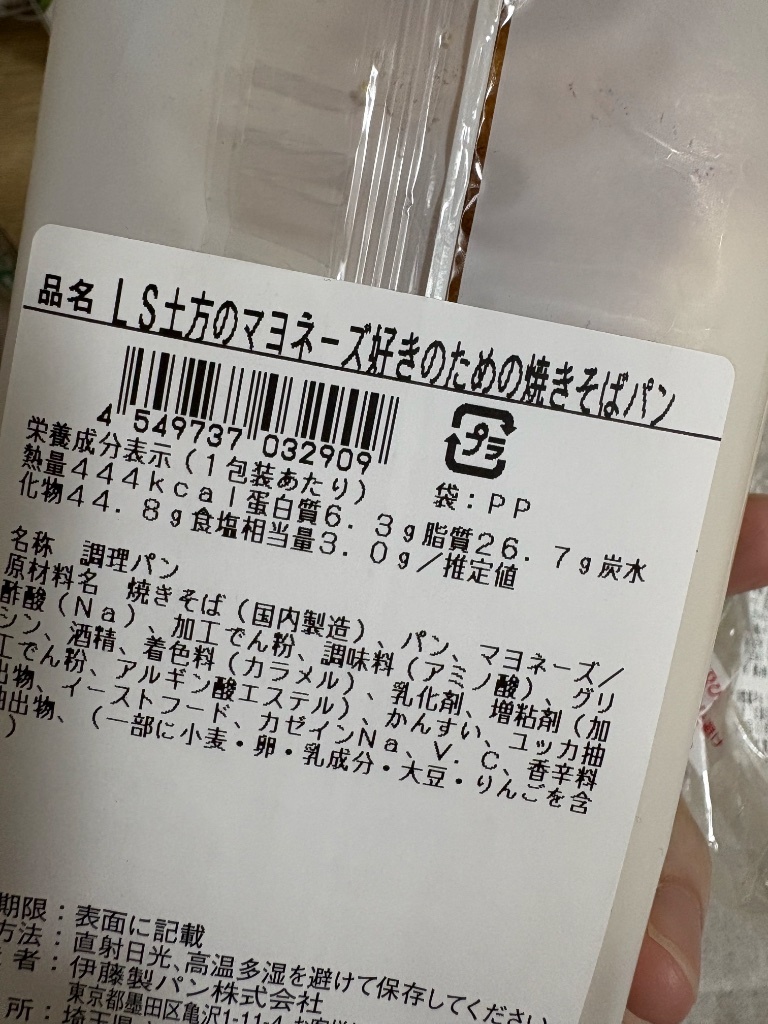 品名 LS土方のマヨネーズ好きのための焼きそばパン
4 549737 032909
プラ
袋:PP
栄養成分表示(1包装あたり)
熱量444kcal蛋白質6.3g脂質26.7g炭水
化物44.8g食塩相当量3.0g/推定値
名称 調理パン
原材料名 焼きそば(国内製造)、パン、マヨネーズ/
酢酸(Na)、加工でん粉、調味料(アミノ酸)、グリ
シン、酒精、着色料(カラメル)、乳化剤、増粘剤(加
工でん粉、アルギン酸エステル)、かんすい、ユッカ抽
出物、イーストフード、カゼインNa、V.C、香辛料
抽出物、(一部に小麦・卵・乳成分・大豆・りんごを含
)
期限:表面に記載
方法:直射日光、高温多湿を避けて保存してください。
者:伊藤製パン株式会社
東京都墨田区亀沢1-11-4
所:埼玉県